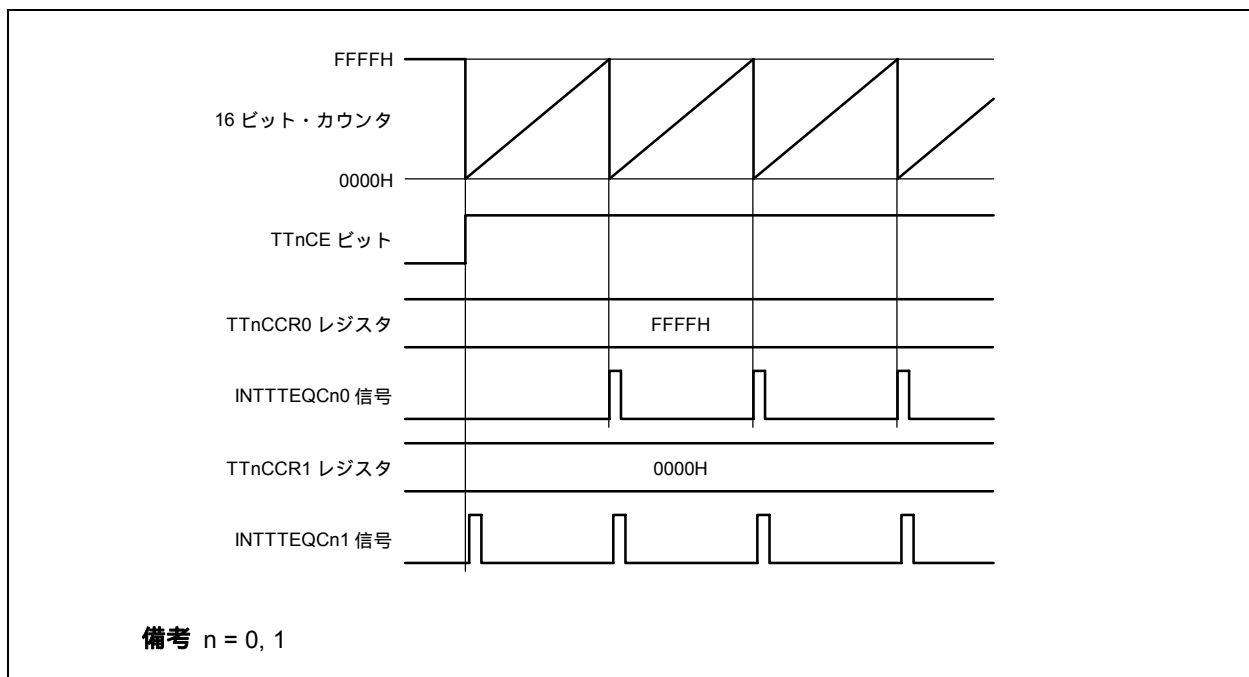 FFFFH
16 ビット・カウンタ
0000H
TTnCE ビット
TTnCCR0 レジスタ
FFFFH
INTTTEQCn0 信号
TTnCCR1 レジスタ
0000H
INTTTEQCn1 信号
備考 n = 0, 1